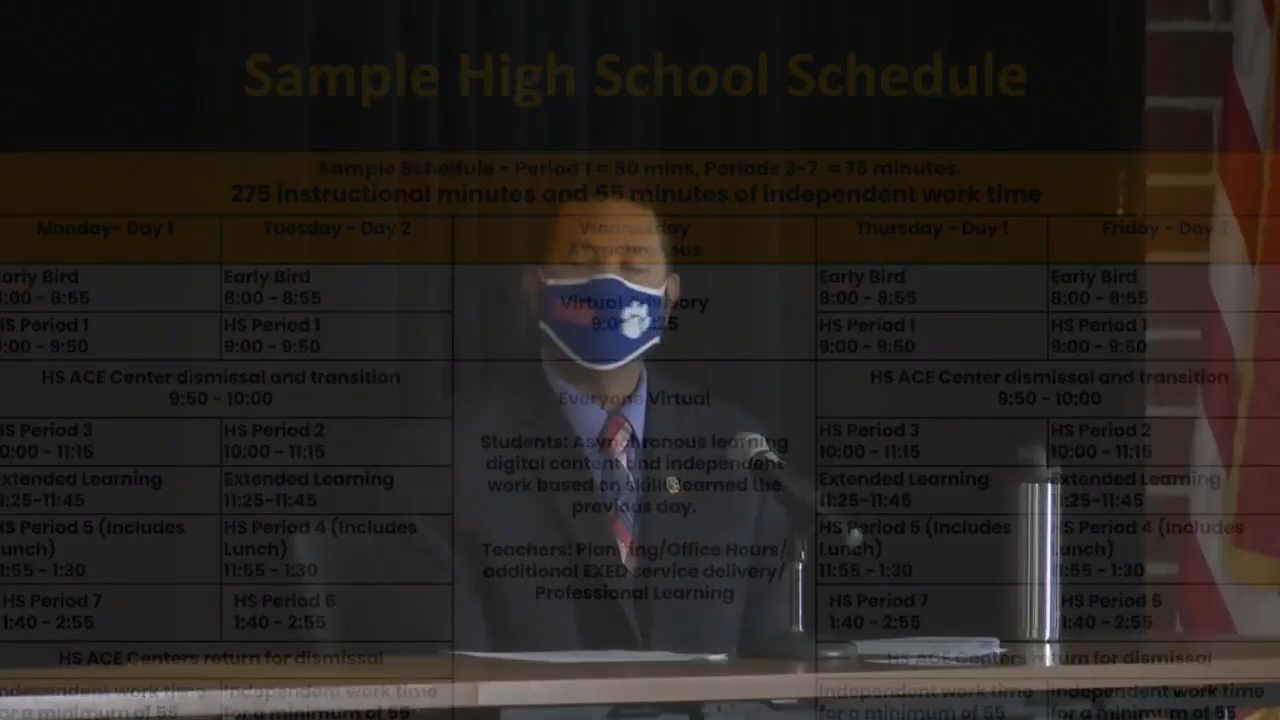 Sample High School Schedule
Sample Schedule - Period 1 = 50 mins, Periods 3-7 = 75 minutes
275 instructional minutes and 55 minutes of independent work time
Monday- Day 1
Tuesday - Day 2
Wednesday
Asynchronous
Thursday - Day 1
Friday - Day 2
arly Bird
:00 - 8:55
Early Bird
8:00 - 8:55
Virtual Advisory
Early Bird
8:00 - 8:55
Early Bird
8:00 - 8:55
HS Period 1
:00 - 9:50
HS Period 1
9:00 - 9:50
HS Period 1
9:00 - 9:50
HS Period 1
9:00 - 9:50
HS ACE Center dismissal and transition
9:50 - 10:00
Everyone Virtual
Students: Asynchronous learning
digital content and independent
work based on skills learned the
previous day.
Teachers: Planning/Office Hours/
additional EXED service delivery/
Professional Learning
HS ACE Center dismissal and transition
9:50 - 10:00
HS Period 3
0:00 - 11:15
HS Period 2
10:00 - 11:15
HS Period 3
10:00 - 11:15
HS Period 2
10:00 - 11:15
xtended Learning
1:25-11:45
Extended Learning
11:25-11:45
Extended Learning
11:25-11:45
Extended Learning
11:25-11:45
HS Period 5 (Includes
unch)
1:55 - 1:30
HS Period 4 (Includes
Lunch)
11:55 - 1:30
HS Period 5 (Includes
Lunch)
11:55 - 1:30
HS Period 4 (Includes
Lunch)
11:55 - 1:30
HS Period 7
1:40 - 2:55
HS Period 6
1:40 - 2:55
HS Period 7
1:40 - 2:55
HS Period 6
1:40 - 2:55
HS ACE Centers return for dismissal
HS ACE Centers return for dismissal
ndependent work time
for a minimum of 55
Independent work time
for a minimum of 55
Independent work time
for a minimum of 55
Independent work time
for a minimum of 55